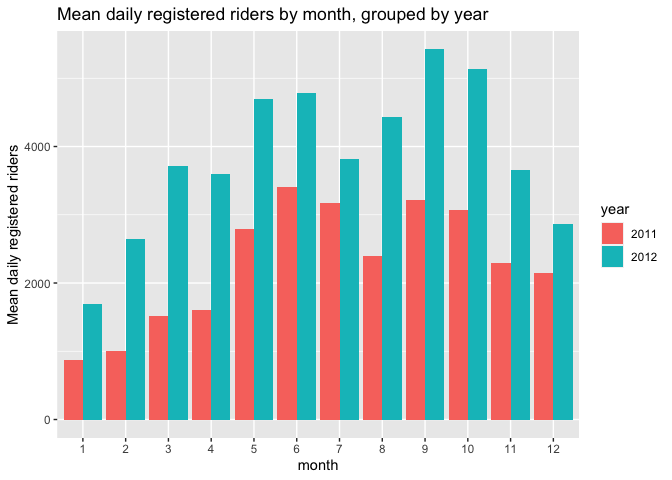 Mean daily registered riders by month, grouped by year
Mean daily registered riders
4000
2000
0
1 2 3 4 5 6 7 8 9 10 11 12
month
year
2011
2012